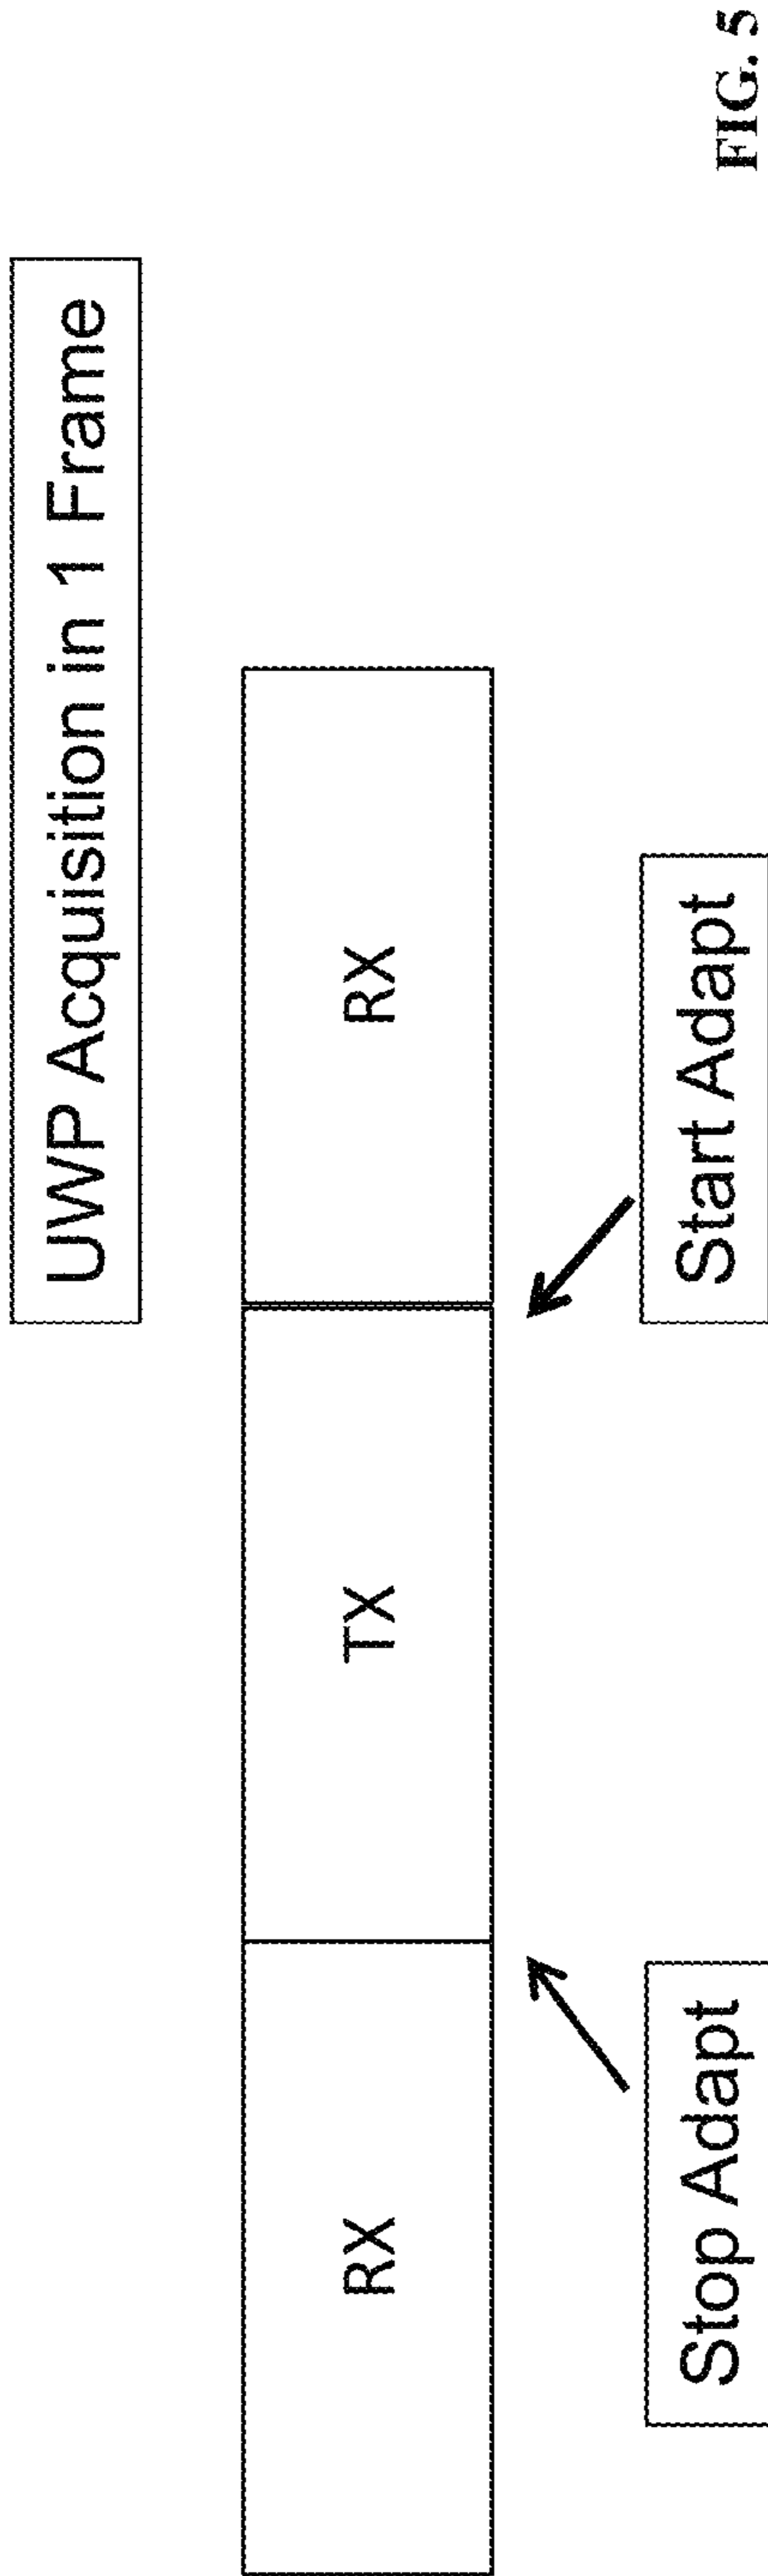 UWP Acquisition in 1 Frame
RX
TX
RX
Stop Adapt
Start Adapt
FIG. 5